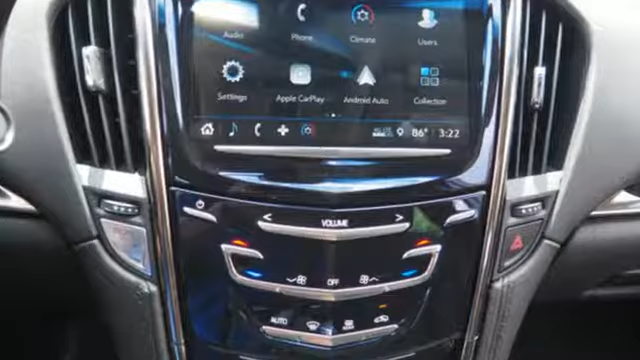 Audio Phone Climate Users
Settings Apple CarPlay Android Auto Collection
86° 3:22
< VOLUME >
OFF
AUTO